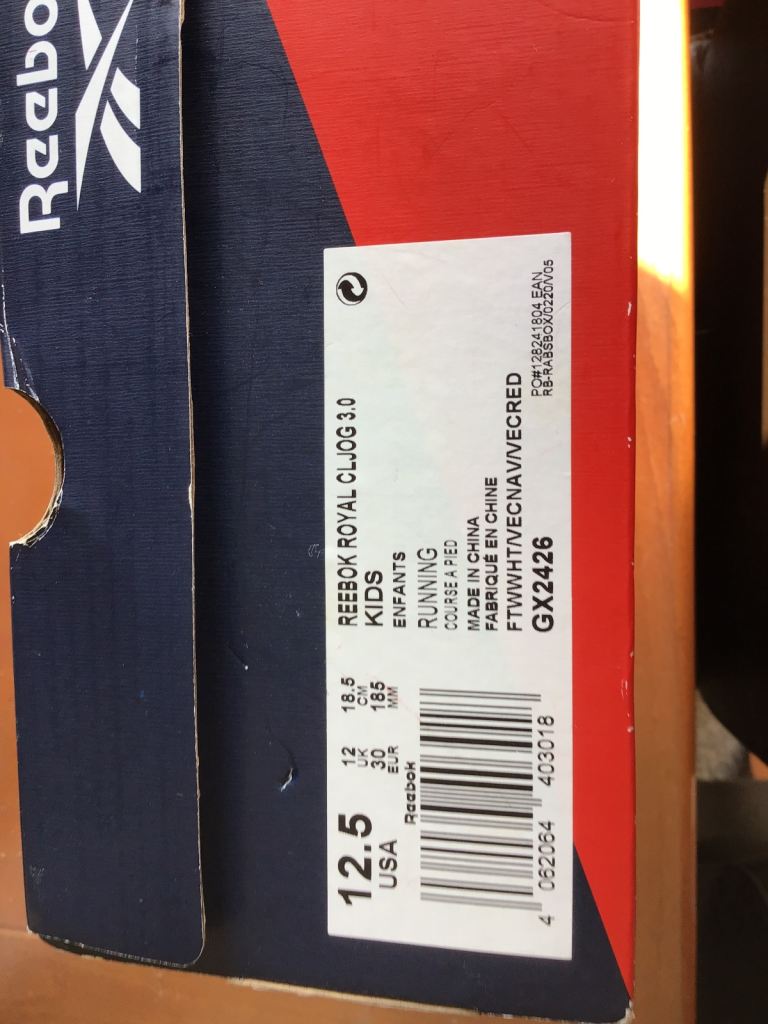 Reebo
REEBOK ROYAL CLJOG 3.0
KIDS
ENFANTS
RUNNING
COURSE A PIED
MADE IN CHINA
FABRIQUÉ EN CHINE
FTWWHT/VECNAV/VECRED
GX2426
PO#128241804 EAN
RB-RABSBOX/0220/V05
12.5
USA
12
UK
30
EUR
18.5
CM
185
MM
Reebok
4 062064 403018